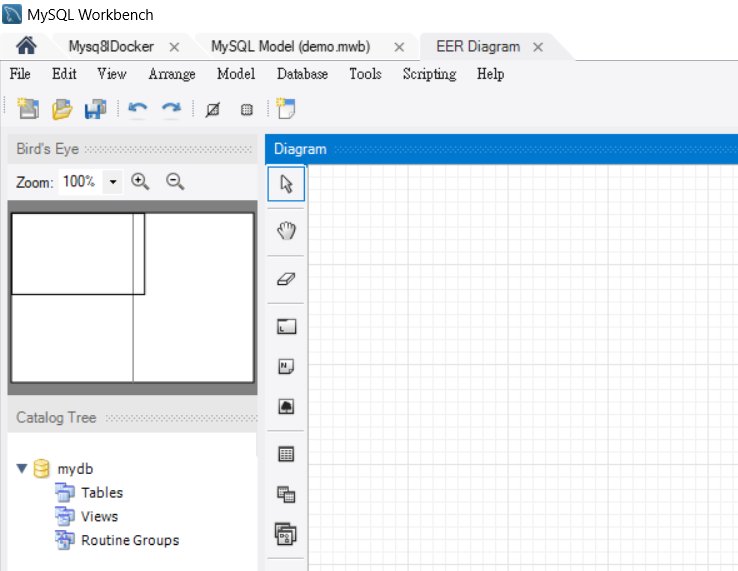 MySQL Workbench
Mysq8lDocker
MySQL Model (demo.mwb)
EER Diagram
File Edit View Arrange Model Database Tools Scripting Help
Bird's Eye
Diagram
Zoom: 100%
Catalog Tree
mydb
Tables
Views
Routine Groups